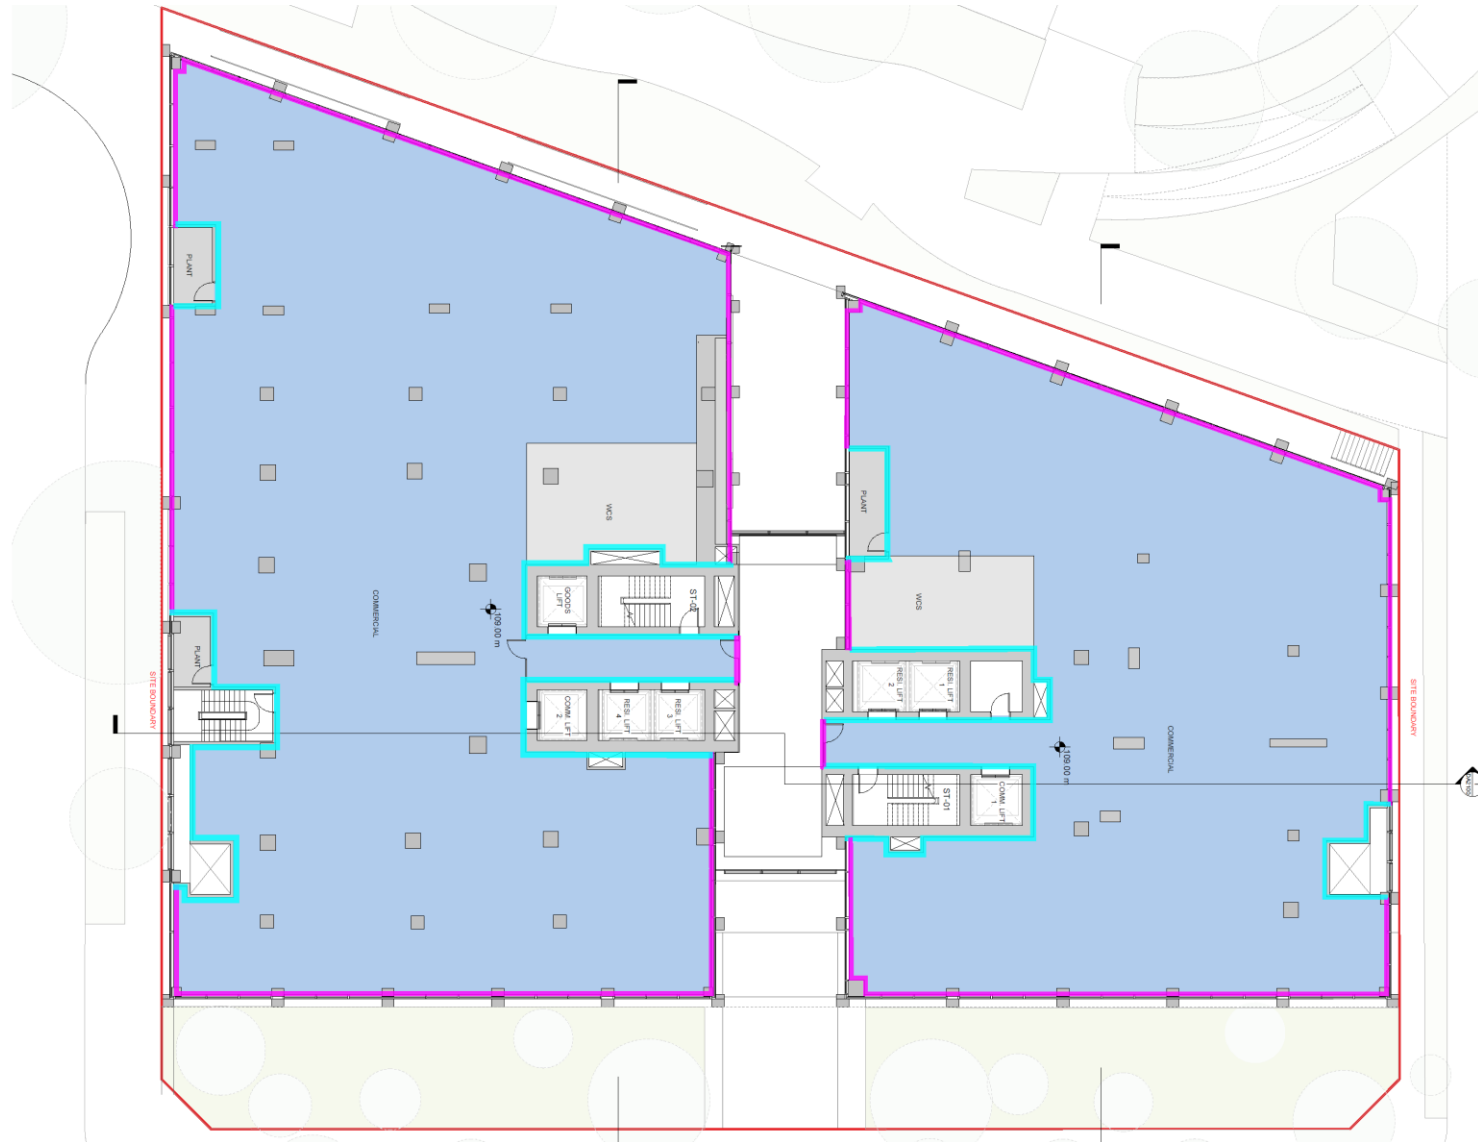 PLANT
WCS
PLANT
GOODS
LIFT
ST-02
WCS
COMMERCIAL
109.00 m
PLANT
SITE BOUNDARY
COMM. LIFT
2
RESI. LIFT
4
RESI. LIFT
3
RESI. LIFT
2
RESI. LIFT
1
SITE BOUNDARY
COMMERCIAL
109.00 m
ST-01
COMM. LIFT
1